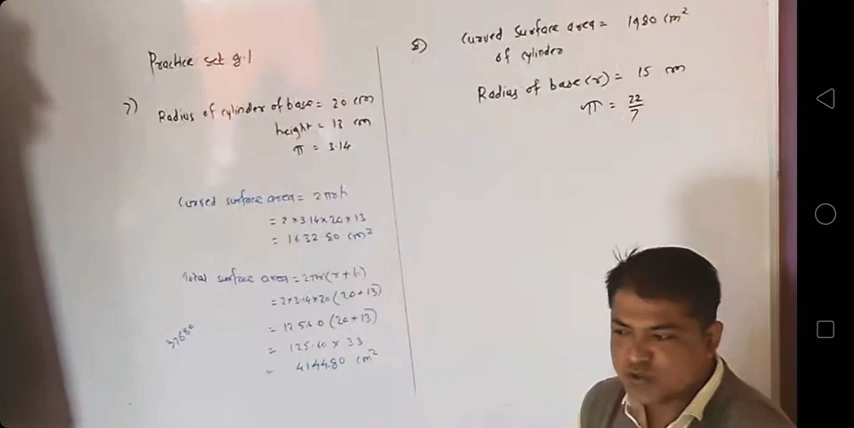 Practice set 9.1
7) Radius of cylinder of base = 20 cm
height = 13 cm
π = 3.14
Curved surface area = 2πrh
= 2 × 3.14 × 20 × 13
= 1632.80 cm²
Total surface area = 2πr(r+h)
= 2×3.14×20 (20+13)
= 125.60 (20+13)
= 125.60 × 33
= 4144.80 cm²
37680
8) Curved surface area = 1980 cm²
of cylinder
Radius of base (r) = 15 cm
π = 22/7